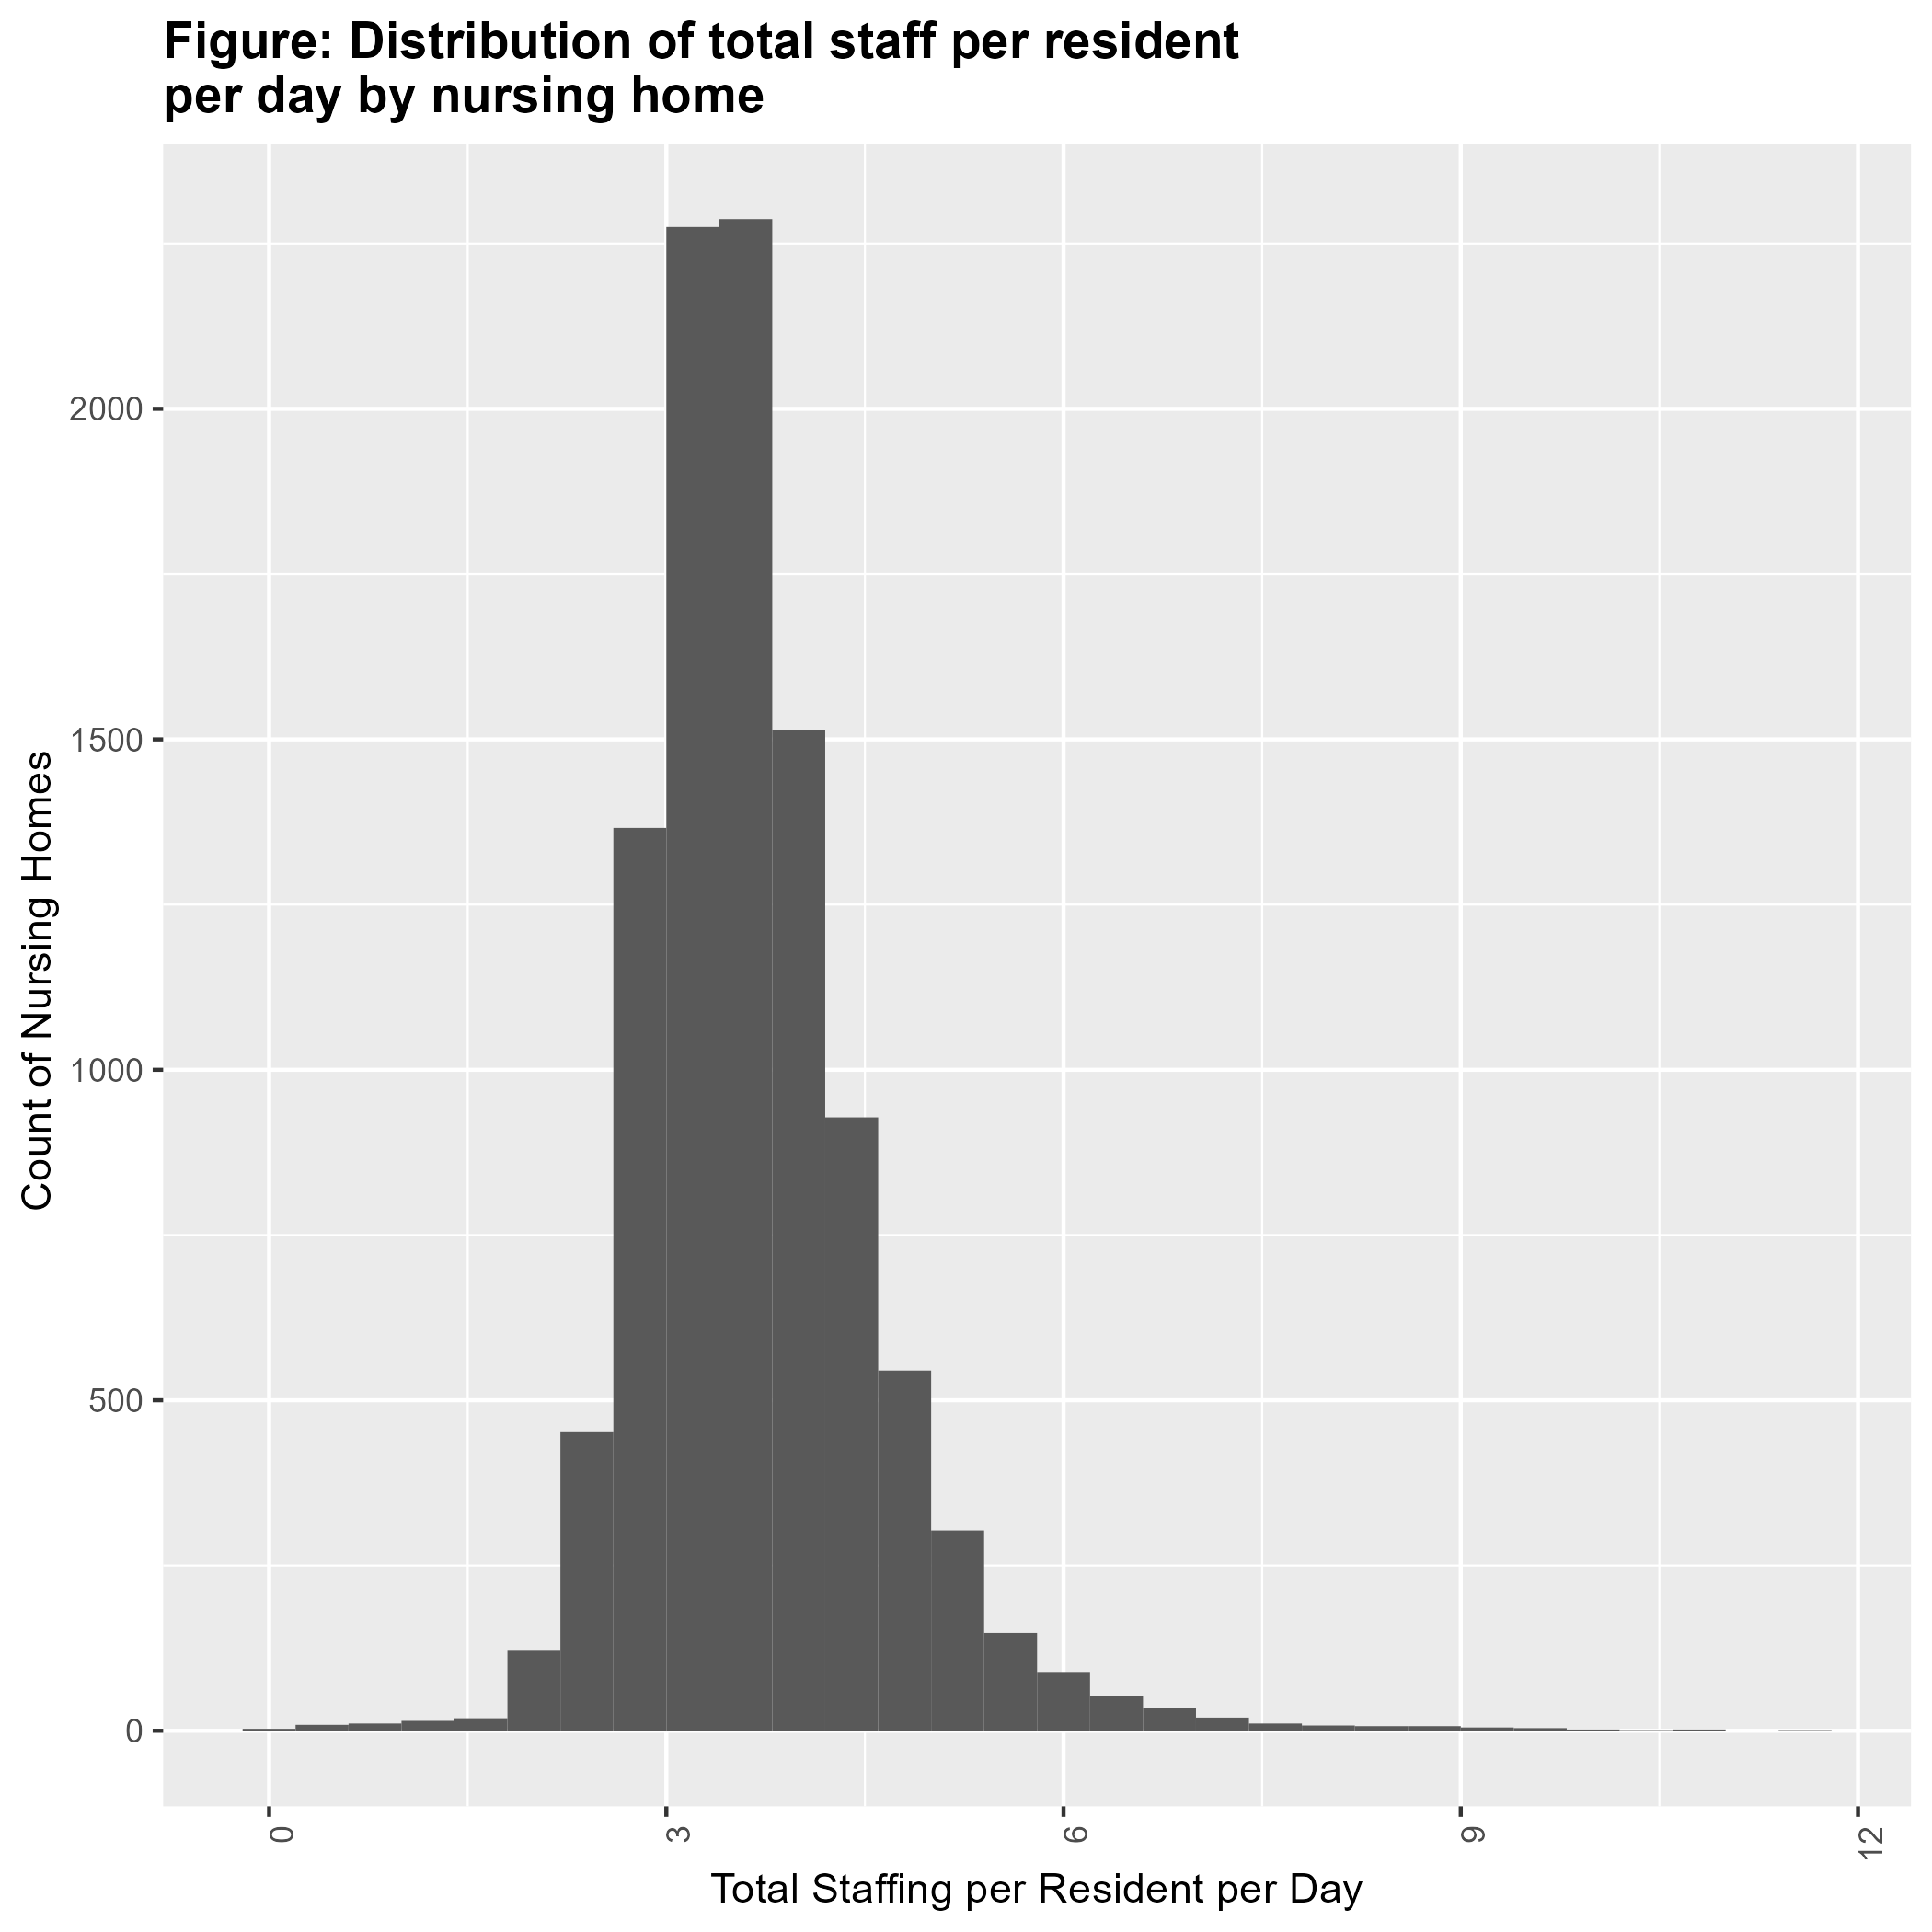 Figure: Distribution of total staff per resident
per day by nursing home
Count of Nursing Homes
2000
1500
1000
500
0
0
3
6
9
12
Total Staffing per Resident per Day